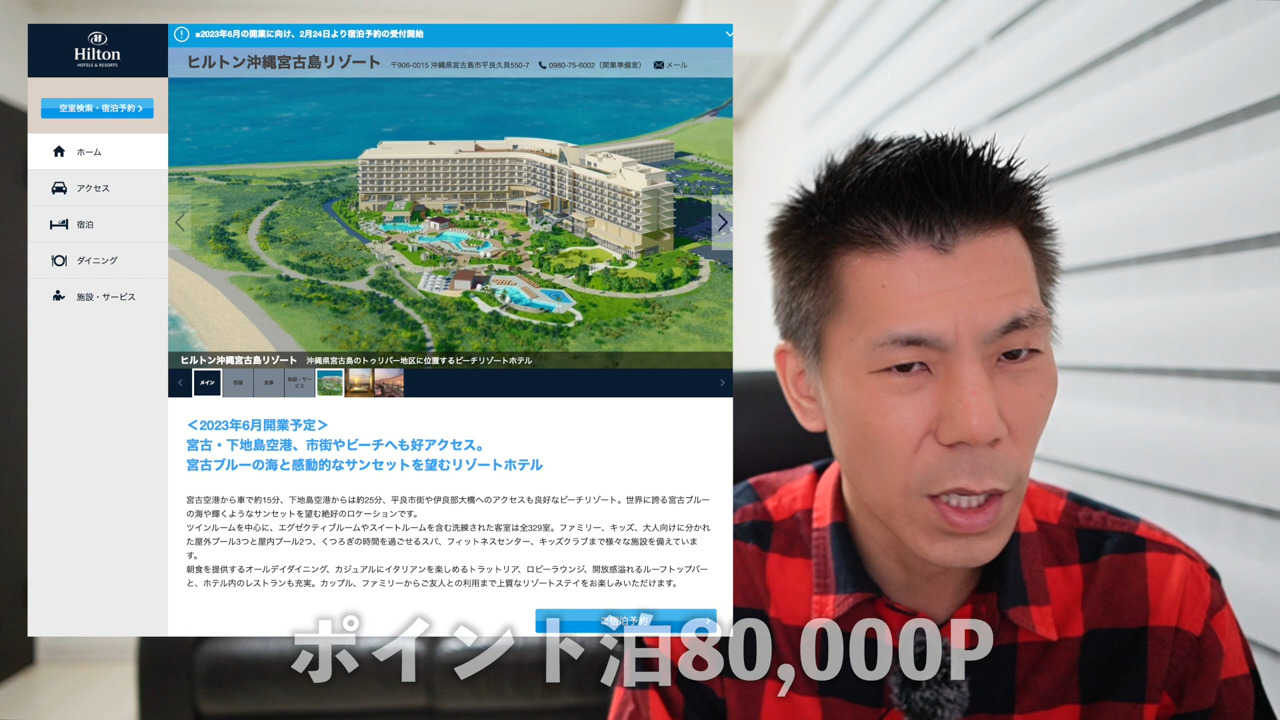 Hilton
HOTELS & RESORTS
■2023年6月の開業に向け、2月24日より宿泊予約の受付開始
ヒルトン沖縄宮古島リゾート
〒906-0015 沖縄県宮古島市平良久貝550-7
0980-75-6002（開業準備室）
メール
空室検索・宿泊予約
ホーム
アクセス
宿泊
ダイニング
施設・サービス
ヒルトン沖縄宮古島リゾート 沖縄県宮古島のトゥリバー地区に位置するビーチリゾートホテル
メイン
＜2023年6月開業予定＞
宮古・下地島空港、市街やビーチへも好アクセス。
宮古ブルーの海と感動的なサンセットを望むリゾートホテル
宮古空港から車で約15分、下地島空港からは約25分、平良市街や伊良部大橋へのアクセスも良好なビーチリゾート。世界に誇る宮古ブルー
の海や輝くようなサンセットを望む絶好のロケーションです。
ツインルームを中心に、エグゼクティブルームやスイートルームを含む洗練された客室は全329室。ファミリー、キッズ、大人向けに分かれ
た屋外プール3つと屋内プール2つ、くつろぎの時間を過ごせるスパ、フィットネスセンター、キッズクラブまで様々な施設を備えていま
す。
朝食を提供するオールデイダイニング、カジュアルにイタリアンを楽しめるトラットリア、ロビーラウンジ、開放感溢れるルーフトップバー
と、ホテル内のレストランも充実。カップル、ファミリーからご友人との利用まで上質なリゾートステイをお楽しみいただけます。
ご宿泊予約
ポイント泊80,000P